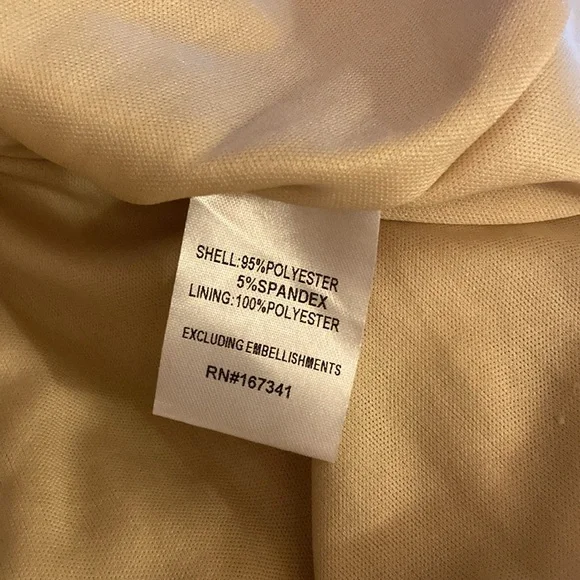 SHELL:95%POLYESTER
5%SPANDEX
LINING:100%POLYESTER
EXCLUDING EMBELLISHMENTS
RN#167341